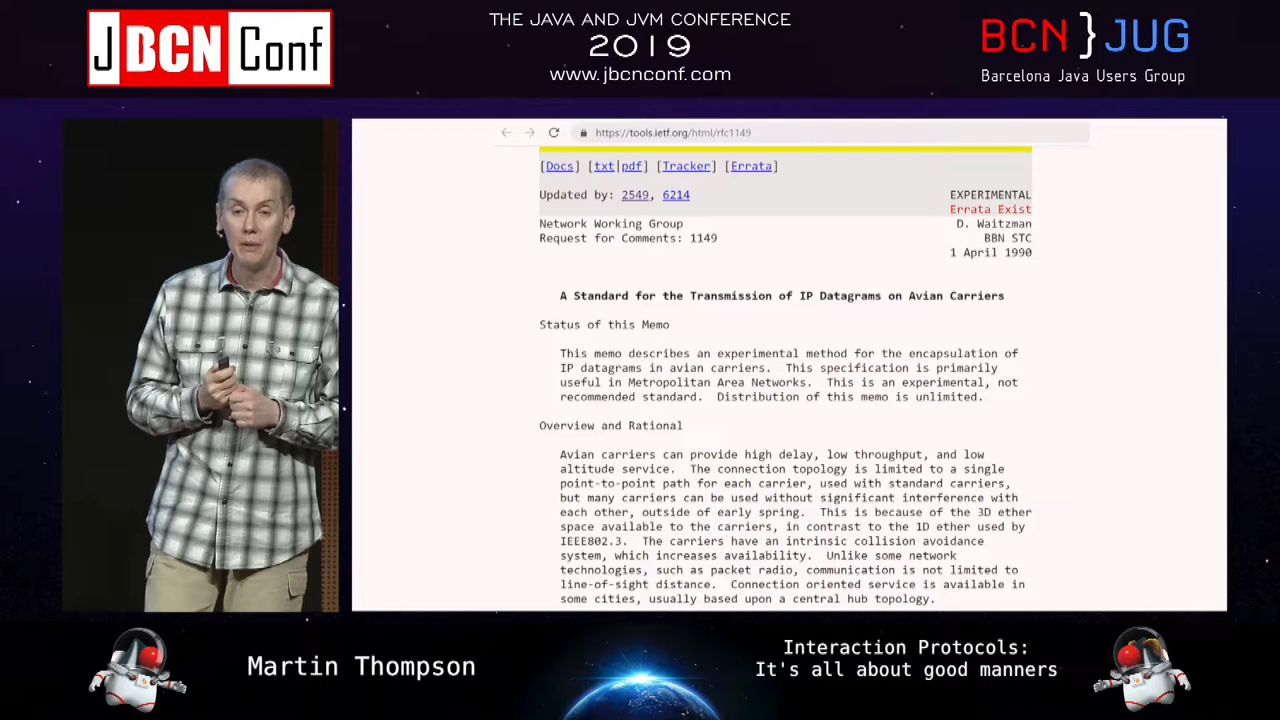 JBCNConf
THE JAVA AND JVM CONFERENCE
2019
www.jbcnconf.com
BCN}JUG
Barcelona Java Users Group
https://tools.ietf.org/html/rfc1149
[Docs] [txt|pdf] [Tracker] [Errata]
Updated by: 2549, 6214
EXPERIMENTAL
Errata Exist
Network Working Group
D. Waitzman
Request for Comments: 1149
BBN STC
1 April 1990
A Standard for the Transmission of IP Datagrams on Avian Carriers
Status of this Memo
This memo describes an experimental method for the encapsulation of
IP datagrams in avian carriers.  This specification is primarily
useful in Metropolitan Area Networks.  This is an experimental, not
recommended standard.  Distribution of this memo is unlimited.
Overview and Rational
Avian carriers can provide high delay, low throughput, and low
altitude service.  The connection topology is limited to a single
point-to-point path for each carrier, used with standard carriers,
but many carriers can be used without significant interference with
each other, outside of early spring.  This is because of the 3D ether
space available to the carriers, in contrast to the 1D ether used by
IEEE802.3.  The carriers have an intrinsic collision avoidance
system, which increases availability.  Unlike some network
technologies, such as packet radio, communication is not limited to
line-of-sight distance.  Connection oriented service is available in
some cities, usually based upon a central hub topology.
Martin Thompson
Interaction Protocols:
It's all about good manners